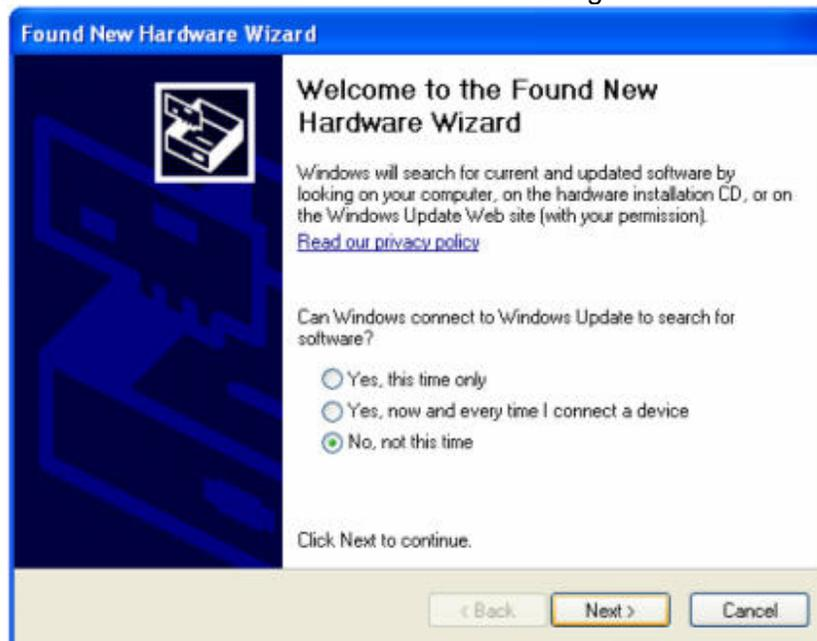 Found New Hardware Wizard
Welcome to the Found New
Hardware Wizard
Windows will search for current and updated software by
looking on your computer, on the hardware installation CD, or on
the Windows Update Web site (with your permission).
Read our privacy policy
Can Windows connect to Windows Update to search for
software?
Yes, this time only
Yes, now and every time I connect a device
No, not this time
Click Next to continue.
< Back
Next >
Cancel